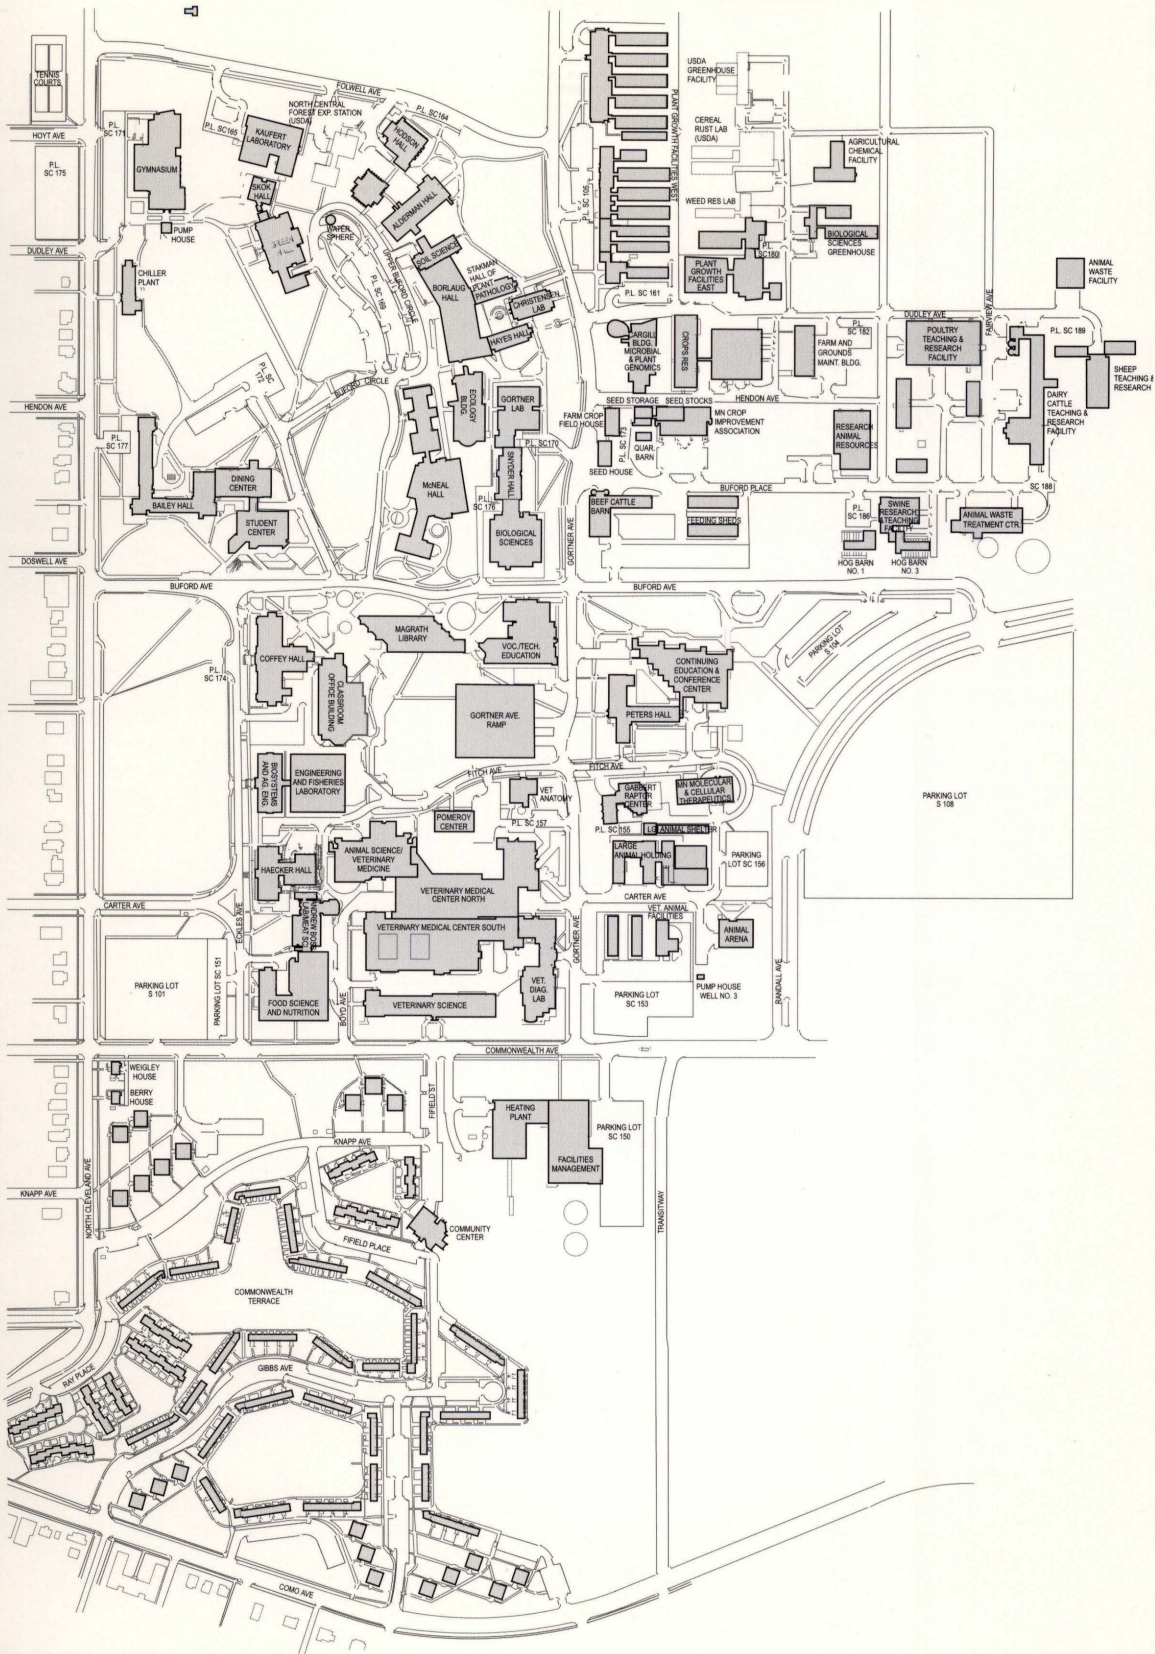 TENNIS
COURTS
FOLWELL AVE
NORTH CENTRAL
FOREST EXP. STATION
(USDA)
P.L. SC164
HODSON
HALL
HOYT AVE
P.L.
SC 171
P.L. SC165
KAUFERT
LABORATORY
P.L.
SC 175
GYMNASIUM
SKOK
HALL
ALDERMAN HALL
WATER
SPHERE
PUMP
HOUSE
DUDLEY AVE
CHILLER
PLANT
UPPER BUFORD CIRCLE
P.L. SC 169
SOIL SCIENCE
BORLAUG
HALL
STAKMAN
HALL OF
PLANT
PATHOLOGY
CHRISTENSEN
LAB
HAYES HALL
P.L. SC
172
BUFORD CIRCLE
ECOLOGY
BLDG.
GORTNER
LAB
USDA
GREENHOUSE
FACILITY
PLANT GROWTH FACILITIES WEST
CEREAL
RUST LAB
(USDA)
P.L. SC 105
WEED RES LAB
AGRICULTURAL
CHEMICAL
FACILITY
BIOLOGICAL
SCIENCES
GREENHOUSE
P.L.
SC180
PLANT
GROWTH
FACILITIES
EAST
ANIMAL
WASTE
FACILITY
P.L. SC 161
FAIRVIEW AVE
DUDLEY AVE
CARGILL
BLDG.
MICROBIAL
& PLANT
GENOMICS
CROPS RES
P.L.
SC 182
FARM AND
GROUNDS
MAINT. BLDG.
POULTRY
TEACHING &
RESEARCH
FACILITY
P.L. SC 189
SHEEP
TEACHING &
RESEARCH
DAIRY
CATTLE
TEACHING &
RESEARCH
FACILITY
HENDON AVE
HENDON AVE
SEED STORAGE
SEED STOCKS
FARM CROP
FIELD HOUSE
P.L. SC 173
QUAR.
BARN
MN CROP
IMPROVEMENT
ASSOCIATION
RESEARCH
ANIMAL
RESOURCES
SEED HOUSE
P.L.
SC 177
P.L. SC170
SNYDER HALL
DINING
CENTER
BAILEY HALL
STUDENT
CENTER
McNEAL
HALL
P.L.
SC 176
BIOLOGICAL
SCIENCES
GORTNER AVE
BUFORD PLACE
BEEF CATTLE
BARN
FEEDING SHEDS
P.L.
SC 186
SWINE
RESEARCH
& TEACHING
FACILITY
SC 188
ANIMAL WASTE
TREATMENT CTR.
HOG BARN
NO. 1
HOG BARN
NO. 3
DOSWELL AVE
BUFORD AVE
BUFORD AVE
COFFEY HALL
MAGRATH
LIBRARY
VOC./TECH.
EDUCATION
CONTINUING
EDUCATION &
CONFERENCE
CENTER
PARKING LOT
S 104
P.L.
SC 174
CLASSROOM
OFFICE BUILDING
GORTNER AVE.
RAMP
PETERS HALL
BIOSYSTEMS
AND AG. ENG.
ENGINEERING
AND FISHERIES
LABORATORY
FITCH AVE
FITCH AVE
VET
ANATOMY
GABBERT
RAPTOR
CENTER
MN MOLECULAR
& CELLULAR
THERAPEUTICS
PARKING LOT
S 108
POMEROY
CENTER
P.L. SC 157
P.L. SC 155
LG ANIMAL SHELTER
LARGE
ANIMAL HOLDING
PARKING
LOT SC 156
HAECKER HALL
ANIMAL SCIENCE/
VETERINARY
MEDICINE
VETERINARY MEDICAL
CENTER NORTH
CARTER AVE
CARTER AVE
ECKLES AVE
ANDREW BOSS
LAB/MEAT SCI.
VETERINARY MEDICAL CENTER SOUTH
GORTNER AVE
VET. ANIMAL
FACILITIES
ANIMAL
ARENA
PARKING LOT
S 101
PARKING LOT SC 151
FOOD SCIENCE
AND NUTRITION
BOYD AVE
VETERINARY SCIENCE
VET.
DIAG.
LAB
PARKING LOT
SC 153
PUMP HOUSE
WELL NO. 3
RANDALL AVE
COMMONWEALTH AVE
WEIGLEY
HOUSE
BERRY
HOUSE
FIFIELD ST
HEATING
PLANT
PARKING LOT
SC 150
FACILITIES
MANAGEMENT
KNAPP AVE
KNAPP AVE
NORTH CLEVELAND AVE
TRANSITWAY
COMMUNITY
CENTER
FIFIELD PLACE
COMMONWEALTH
TERRACE
GIBBS AVE
RAY PLACE
COMO AVE